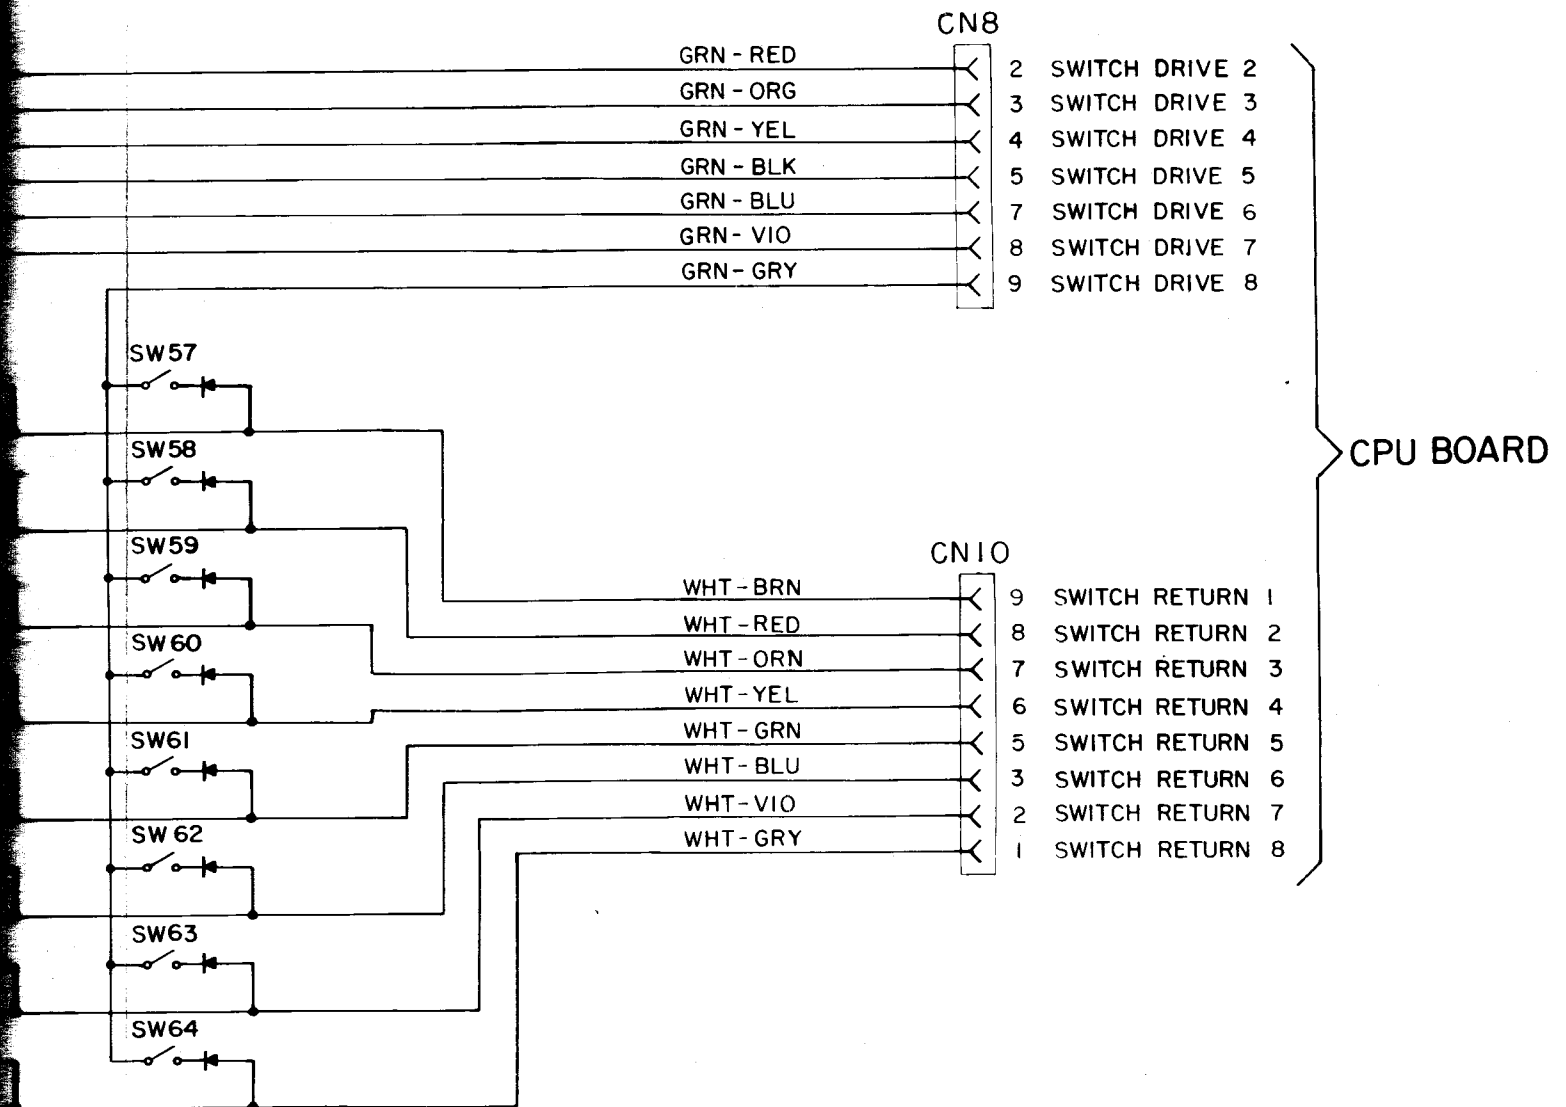 CN8
GRN-RED 2 SWITCH DRIVE 2
GRN-ORG 3 SWITCH DRIVE 3
GRN-YEL 4 SWITCH DRIVE 4
GRN-BLK 5 SWITCH DRIVE 5
GRN-BLU 7 SWITCH DRIVE 6
GRN-VIO 8 SWITCH DRIVE 7
GRN-GRY 9 SWITCH DRIVE 8
CPU BOARD
SW57
SW58
SW59
SW60
SW61
SW62
SW63
SW64
CN10
WHT-BRN 9 SWITCH RETURN 1
WHT-RED 8 SWITCH RETURN 2
WHT-ORN 7 SWITCH RETURN 3
WHT-YEL 6 SWITCH RETURN 4
WHT-GRN 5 SWITCH RETURN 5
WHT-BLU 3 SWITCH RETURN 6
WHT-VIO 2 SWITCH RETURN 7
WHT-GRY 1 SWITCH RETURN 8